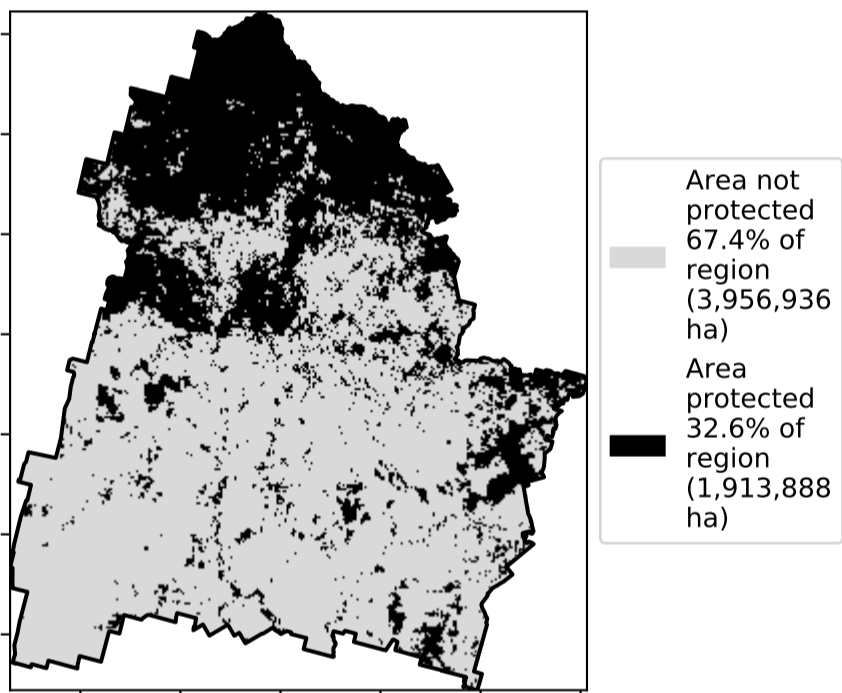 Area not
protected
67.4% of
region
(3,956,936
ha)
Area
protected
32.6% of
region
(1,913,888
ha)